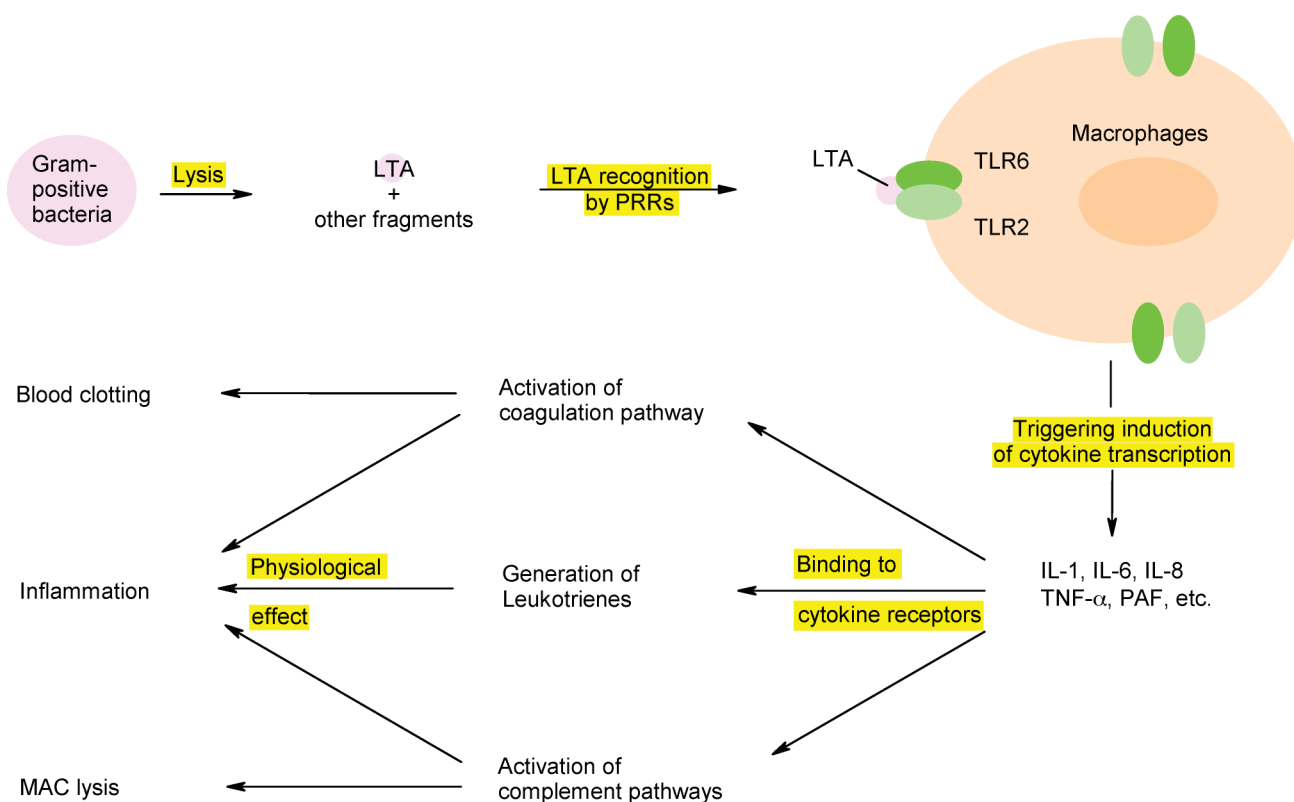 Gram-
positive
bacteria
Lysis
LTA
+
other fragments
LTA recognition
by PRRs
LTA
Macrophages
TLR6
TLR2
Triggering induction
of cytokine transcription
IL-1, IL-6, IL-8
TNF-α, PAF, etc.
Binding to
cytokine receptors
Activation of
coagulation pathway
Generation of
Leukotrienes
Activation of
complement pathways
Physiological
effect
Blood clotting
Inflammation
MAC lysis